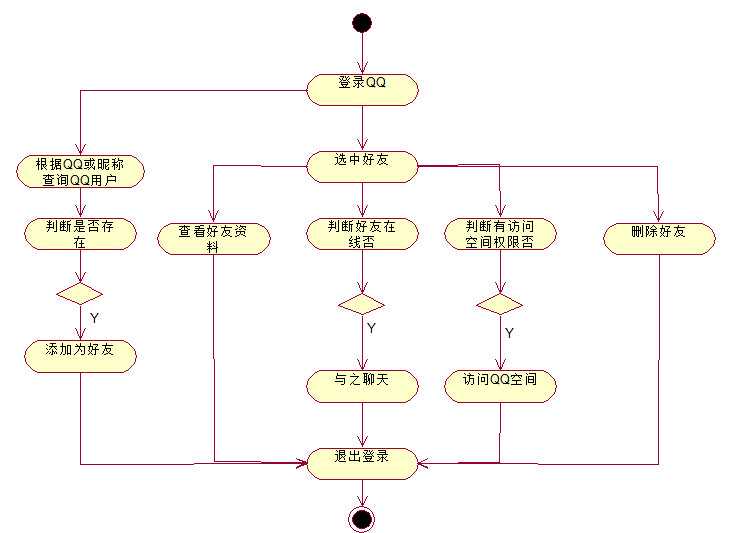 登录QQ
根据QQ或昵称
查询QQ用户
选中好友
判断是否存
在
查看好友资
料
判断好友在
线否
判断有访问
空间权限否
删除好友
Y
添加为好友
Y
Y
与之聊天
访问QQ空间
退出登录